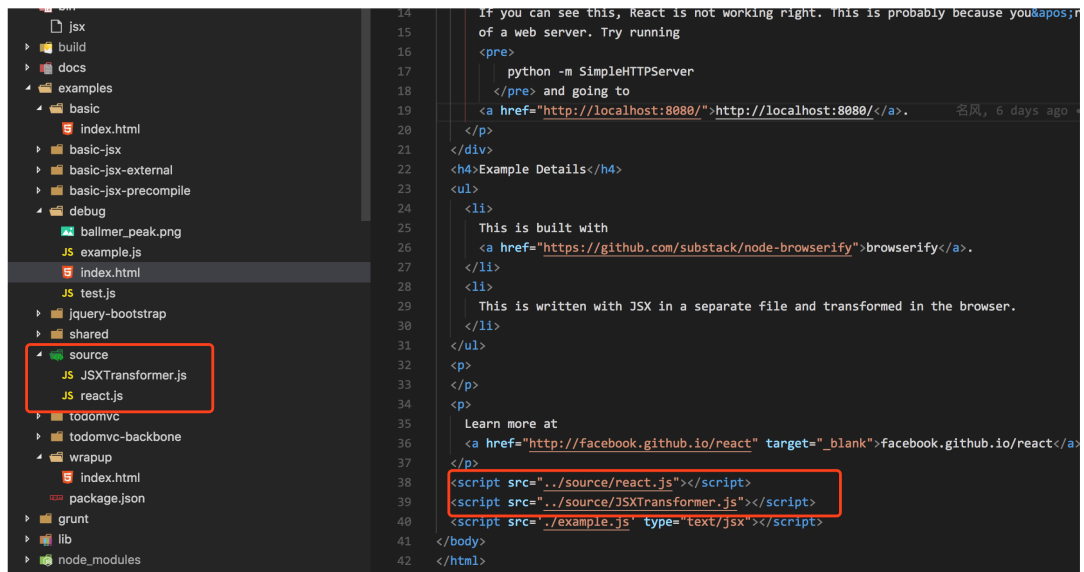 bin
jsx
build
docs
examples
basic
index.html
basic-jsx
basic-jsx-external
basic-jsx-precompile
debug
ballmer_peak.png
JS example.js
index.html
JS test.js
jquery-bootstrap
shared
source
JS JSXTransformer.js
JS react.js
todomvc
todomvc-backbone
wrapup
index.html
package.json
grunt
lib
node_modules
14 If you can see this, React is not working right. This is probably because you&apos;r
15 of a web server. Try running
16 <pre>
17 python -m SimpleHTTPServer
18 </pre> and going to
19 <a href="http://localhost:8080/">http://localhost:8080/</a>. 名风, 6 days ago •
20 </p>
21 </div>
22 <h4>Example Details</h4>
23 <ul>
24 <li>
25 This is built with
26 <a href="https://github.com/substack/node-browserify">browserify</a>.
27 </li>
28 <li>
29 This is written with JSX in a separate file and transformed in the browser.
30 </li>
31 </ul>
32 <p>
33 </p>
34 <p>
35 Learn more at
36 <a href="http://facebook.github.io/react" target="_blank">facebook.github.io/react</a>
37 </p>
38 <script src="../source/react.js"></script>
39 <script src="../source/JSXTransformer.js"></script>
40 <script src='./example.js' type="text/jsx"></script>
41 </body>
42 </html>